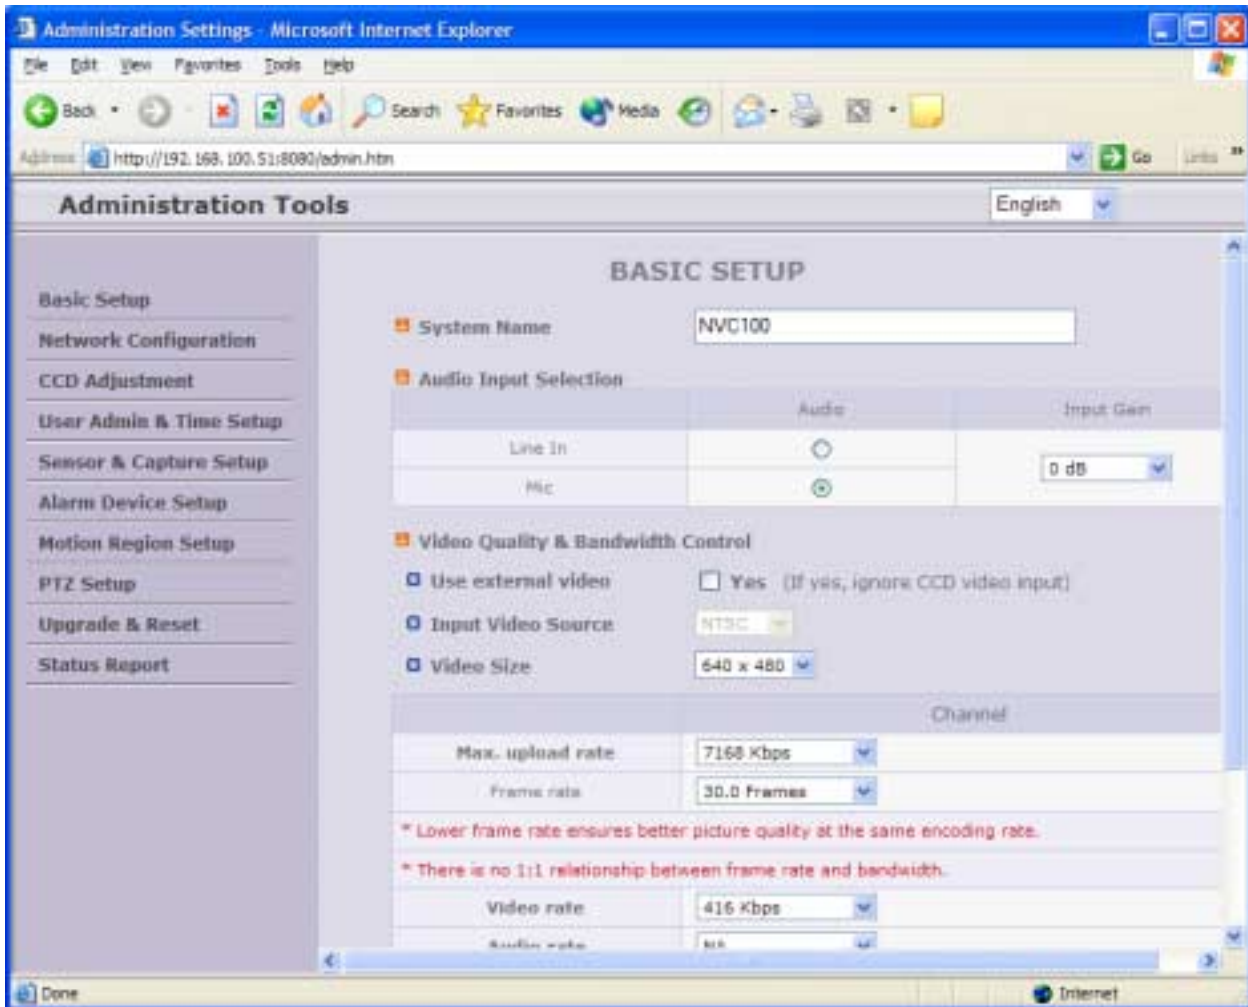 Administration Settings - Microsoft Internet Explorer
File Edit View Favorites Tools Help
Back Search Favorites Media
Address http://192.168.100.51:8080/admin.htm Go Links »
Administration Tools English
BASIC SETUP
Basic Setup
Network Configuration
CCD Adjustment
User Admin & Time Setup
Sensor & Capture Setup
Alarm Device Setup
Motion Region Setup
PTZ Setup
Upgrade & Reset
Status Report
System Name NVC100
Audio Input Selection
Audio Input Gain
Line In
0 dB
Mic
Video Quality & Bandwidth Control
Use external video Yes (If yes, ignore CCD video input)
Input Video Source NTSC
Video Size 640 x 480
Channel
Max. upload rate 7168 Kbps
Frame rate 30.0 Frames
* Lower frame rate ensures better picture quality at the same encoding rate.
* There is no 1:1 relationship between frame rate and bandwidth.
Video rate 416 Kbps
Audio rate NA
Done Internet